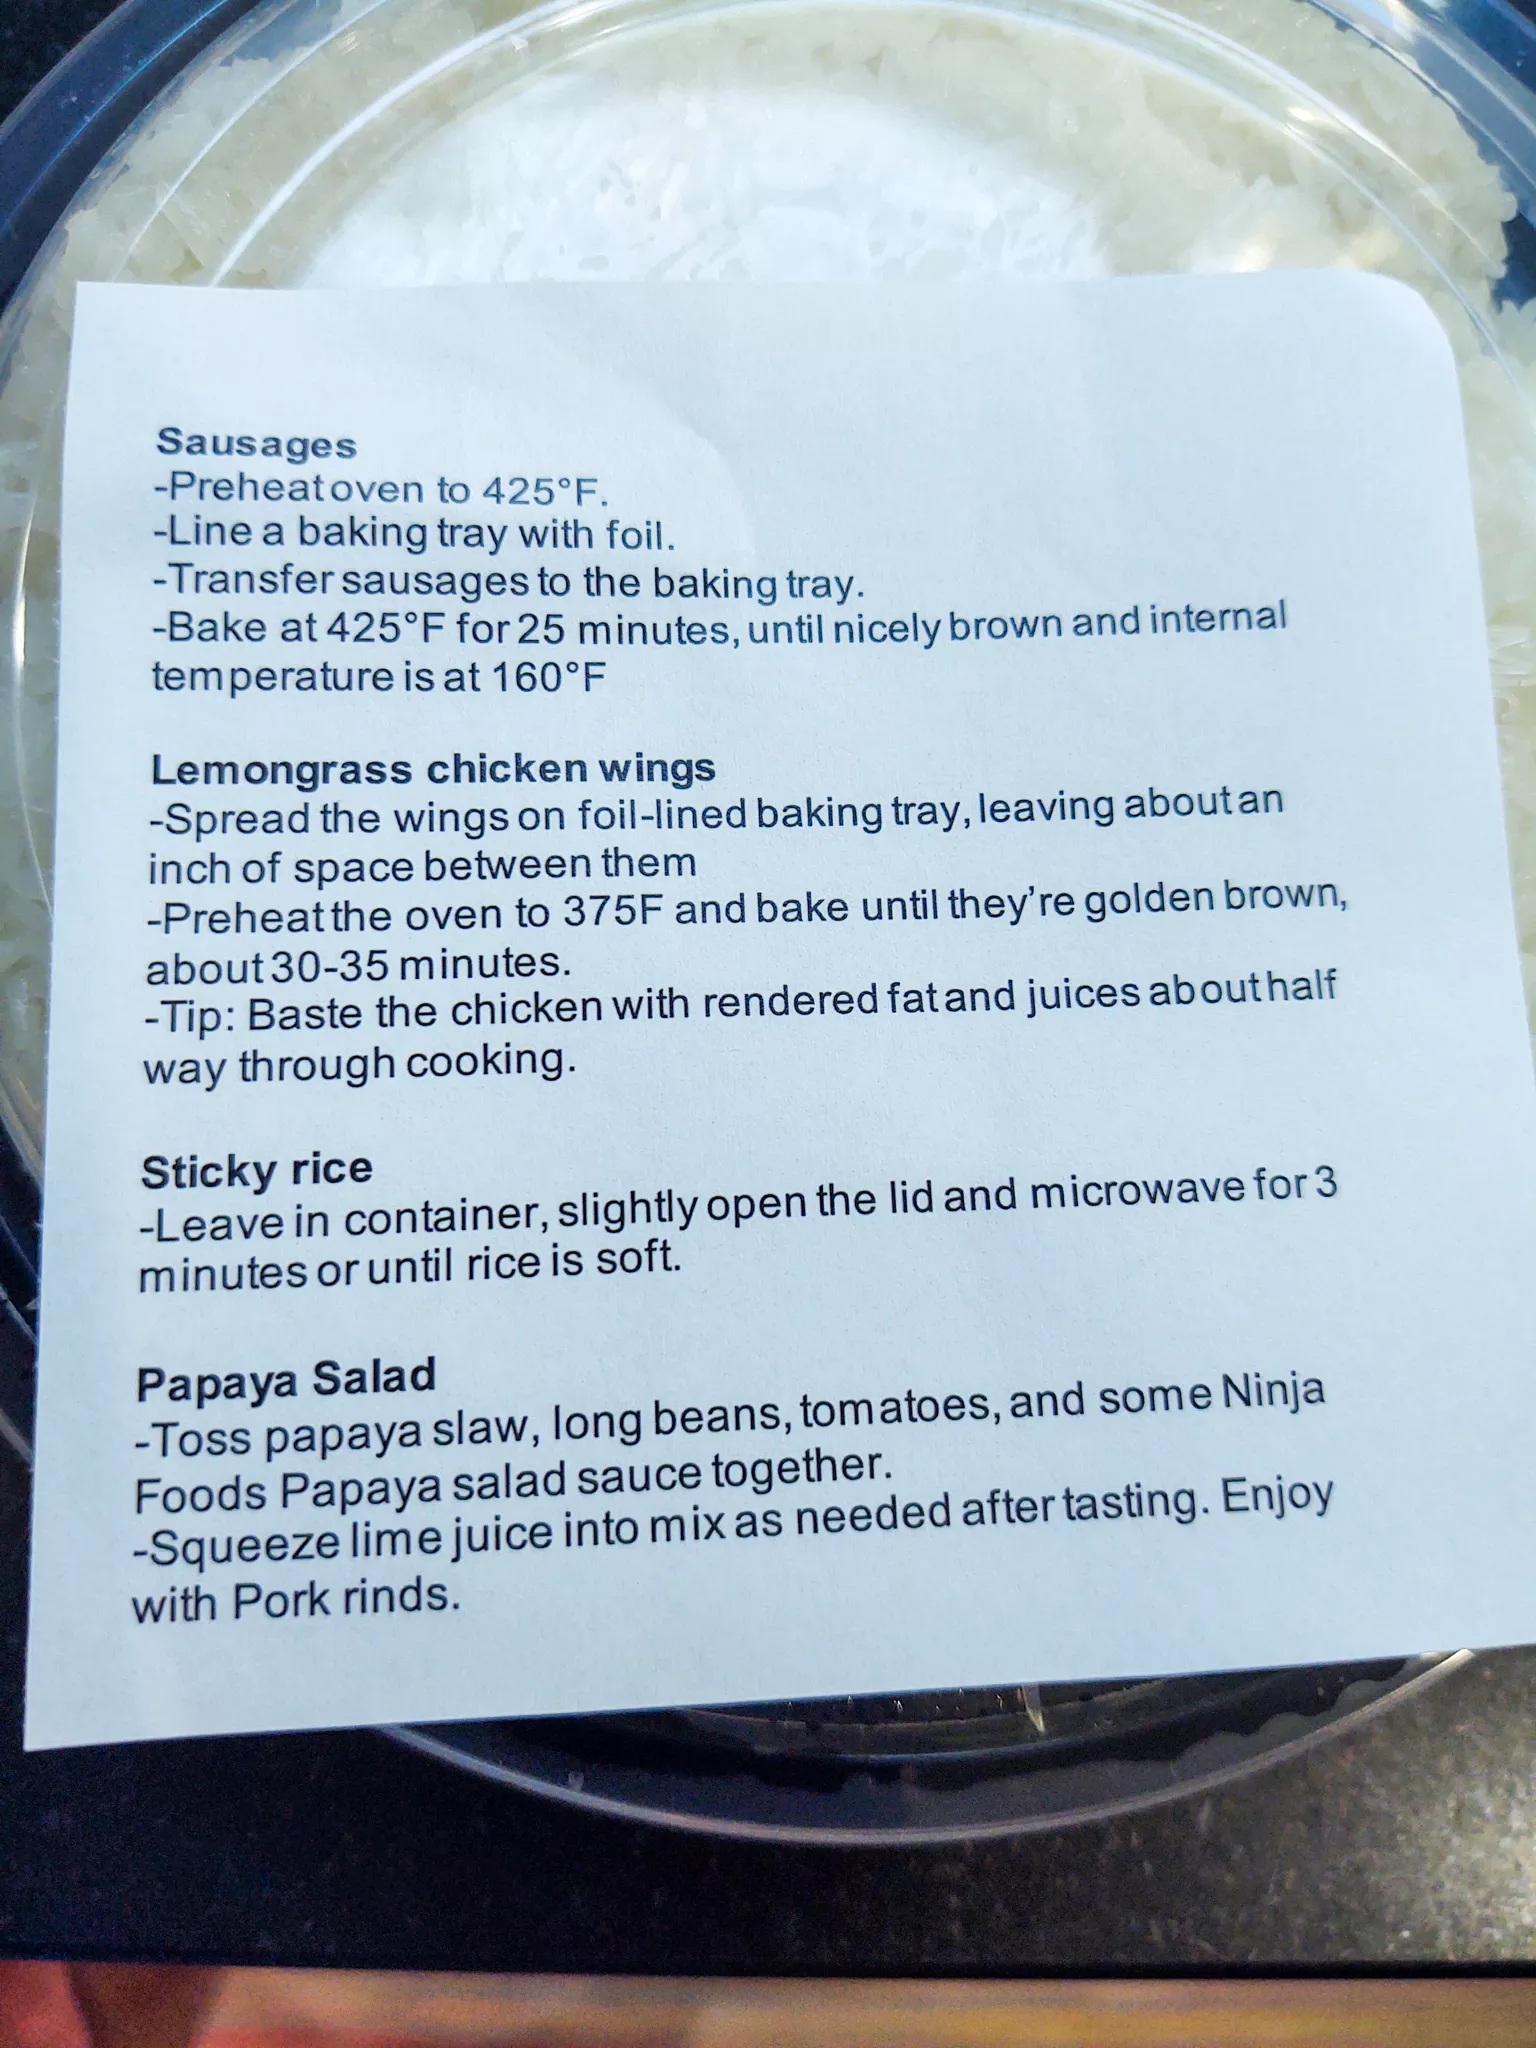 Sausages
-Preheat oven to 425°F.
-Line a baking tray with foil.
-Transfer sausages to the baking tray.
-Bake at 425°F for 25 minutes, until nicely brown and internal
temperature is at 160°F
Lemongrass chicken wings
-Spread the wings on foil-lined baking tray, leaving about an
inch of space between them
-Preheat the oven to 375F and bake until they’re golden brown,
about 30-35 minutes.
-Tip: Baste the chicken with rendered fat and juices about half
way through cooking.
Sticky rice
-Leave in container, slightly open the lid and microwave for 3
minutes or until rice is soft.
Papaya Salad
-Toss papaya slaw, long beans, tomatoes, and some Ninja
Foods Papaya salad sauce together.
-Squeeze lime juice into mix as needed after tasting. Enjoy
with Pork rinds.